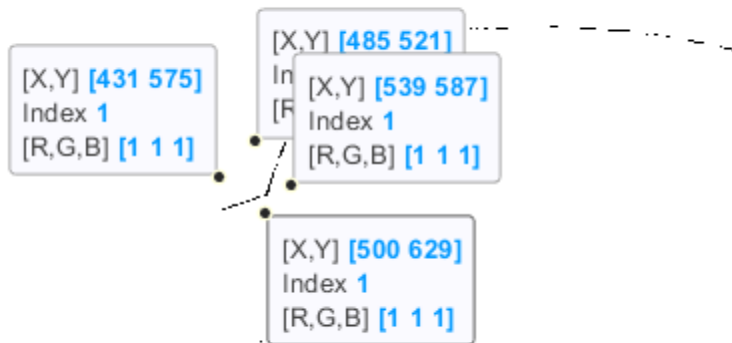 [X,Y] [485 521]
In
[R
[X,Y] [431 575]
Index 1
[R,G,B] [1 1 1]
[X,Y] [539 587]
Index 1
[R,G,B] [1 1 1]
[X,Y] [500 629]
Index 1
[R,G,B] [1 1 1]